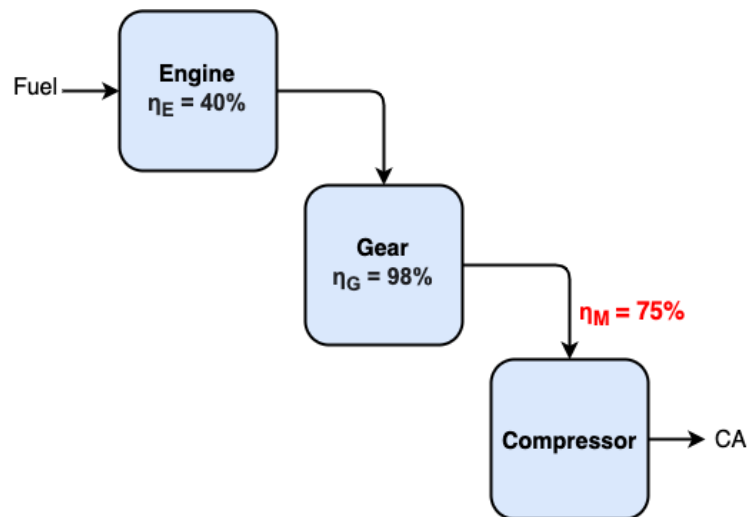 Fuel
Engine
ηE = 40%
Gear
ηG = 98%
ηM = 75%
Compressor
CA